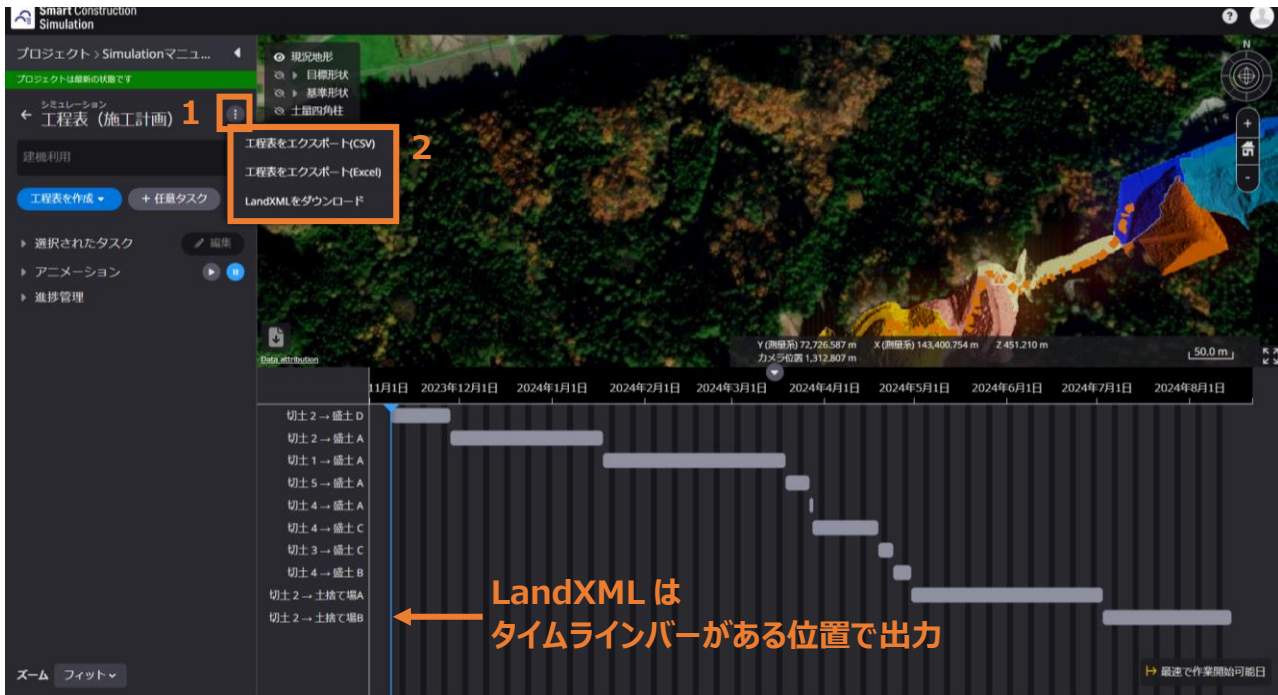 Smart Construction
Simulation
プロジェクト > Simulationマニュ...
プロジェクトは最新の状態です
シミュレーション
工程表（施工計画）
1
建機利用
工程表を作成
+ 任意タスク
選択されたタスク
編集
アニメーション
進捗管理
現況地形
目標形状
基準形状
土量四角柱
工程表をエクスポート(CSV)
工程表をエクスポート(Excel)
LandXMLをダウンロード
2
N
+
-
Data attribution
Y (測量系) 72,726.587 m X (測量系) 143,400.754 m Z 451.210 m
カメラ位置 1,312.807 m
50.0 m
11月1日 2023年12月1日 2024年1月1日 2024年2月1日 2024年3月1日 2024年4月1日 2024年5月1日 2024年6月1日 2024年7月1日 2024年8月1日
切土 2 → 盛土 D
切土 2 → 盛土 A
切土 1 → 盛土 A
切土 5 → 盛土 A
切土 4 → 盛土 A
切土 4 → 盛土 C
切土 3 → 盛土 C
切土 4 → 盛土 B
切土 2 → 土捨て場A
切土 2 → 土捨て場B
LandXML は
タイムラインバーがある位置で出力
ズーム フィット
最速で作業開始可能日